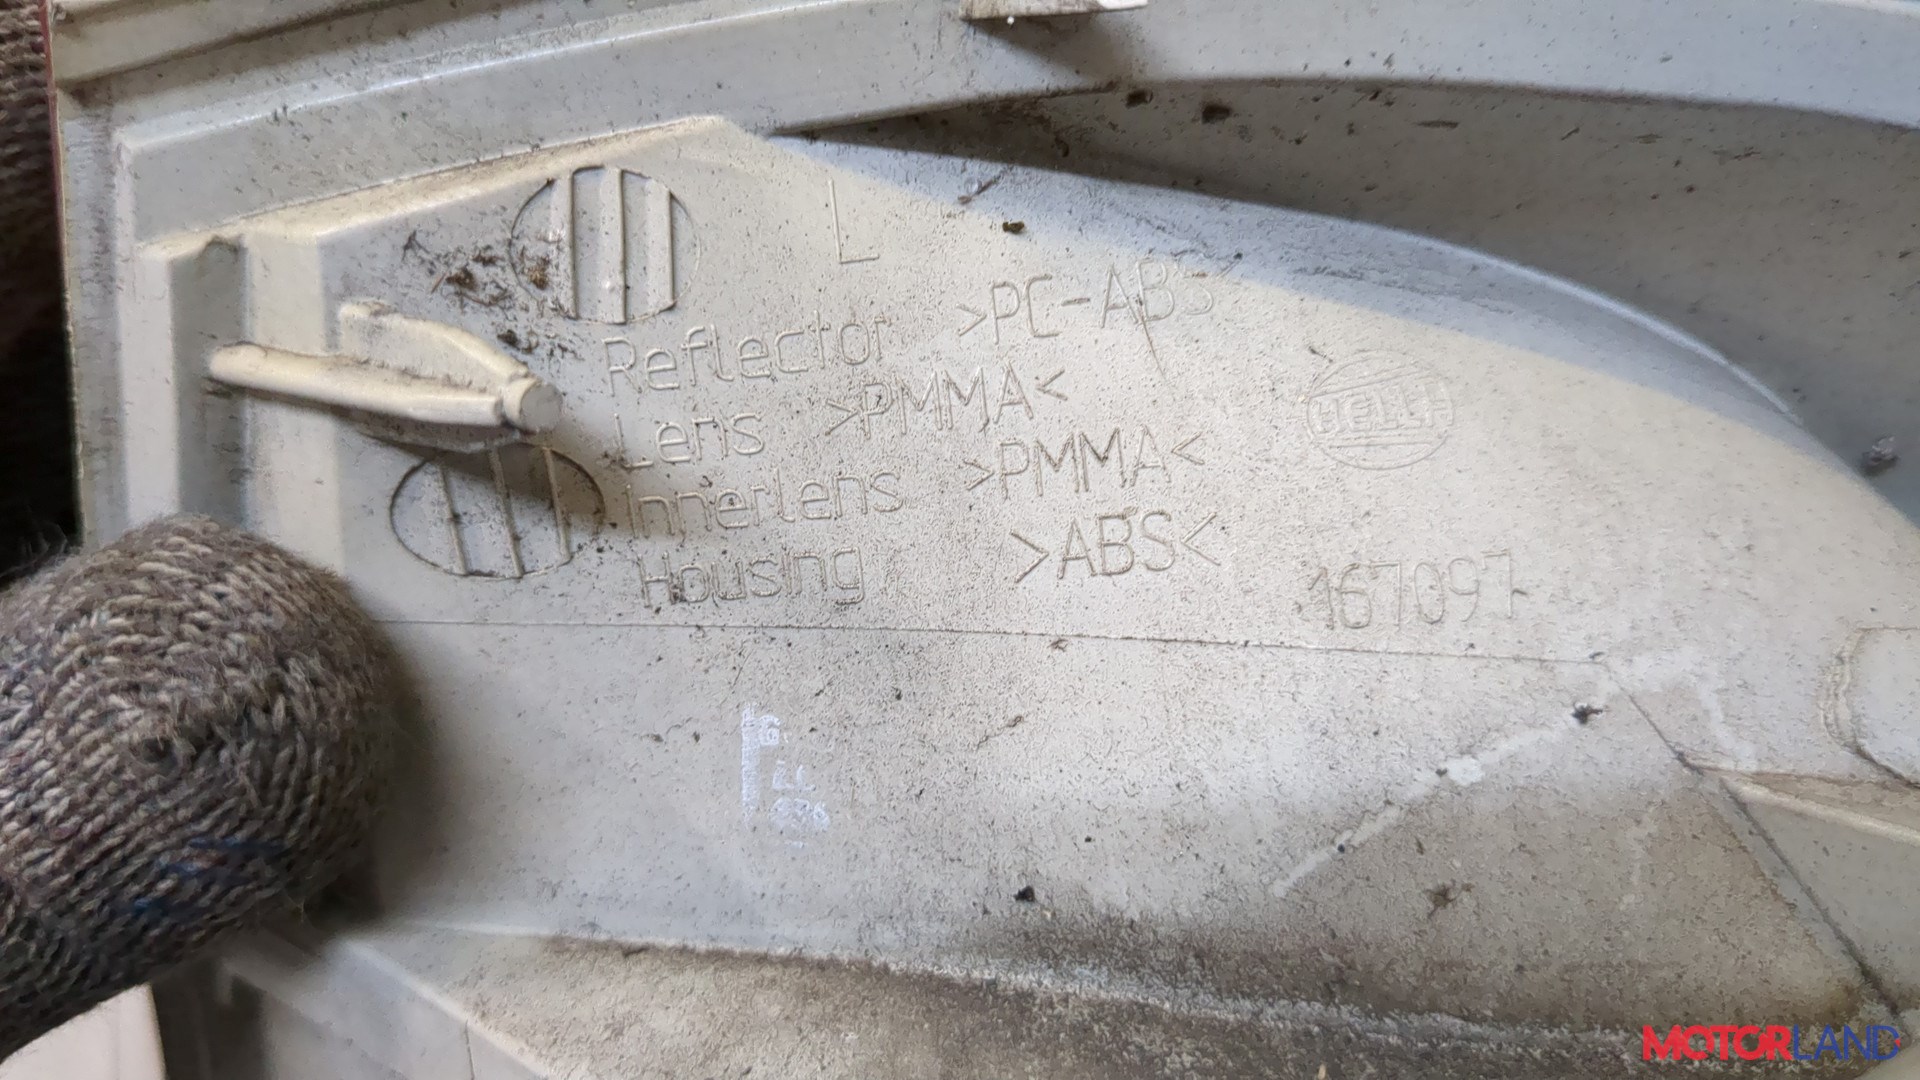 L
Reflector >PC-ABS<
Lens >PMMA<
Innerlens >PMMA<
Housing >ABS<
HELLA
167097
MOTORLAND